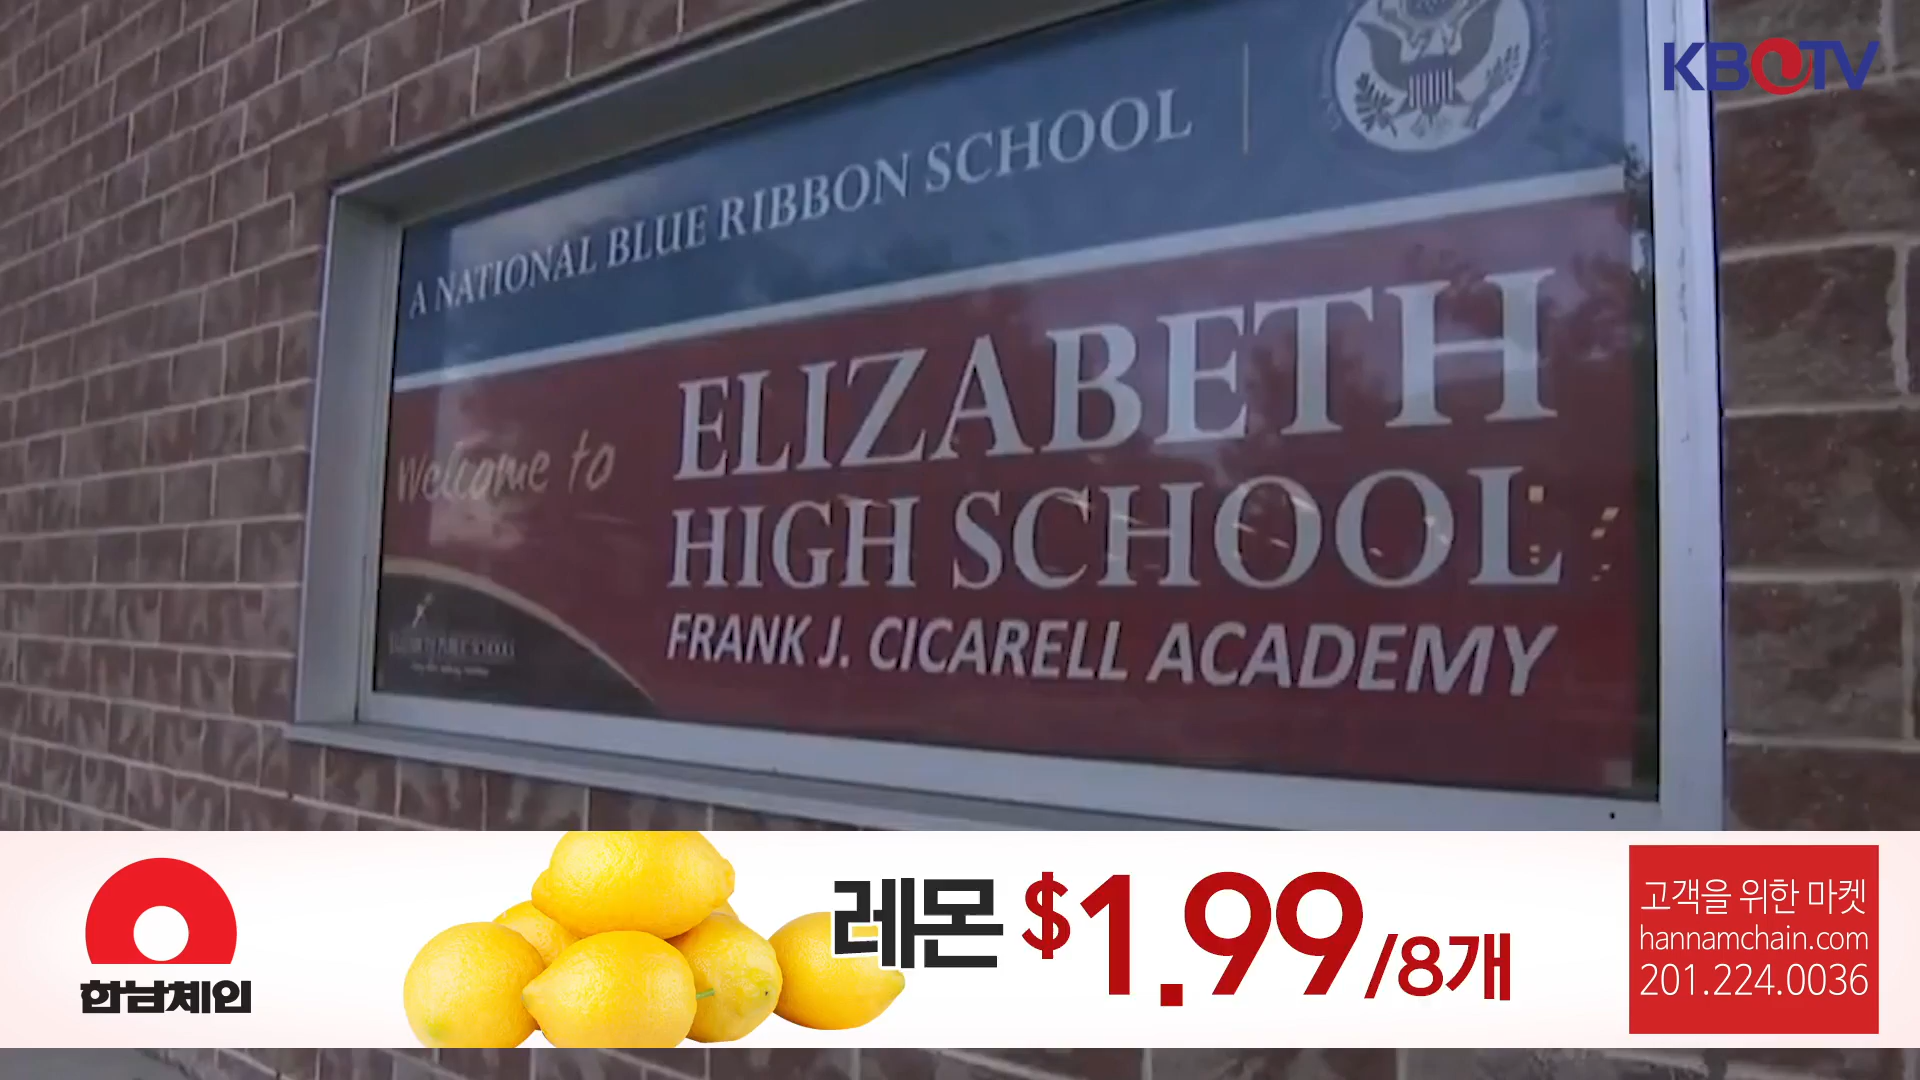 KBTV
A NATIONAL BLUE RIBBON SCHOOL
Welcome to
ELIZABETH
HIGH SCHOOL
FRANK J. CICARELL ACADEMY
한남체인
레몬 $1.99/8개
고객을 위한 마켓
hannamchain.com
201.224.0036